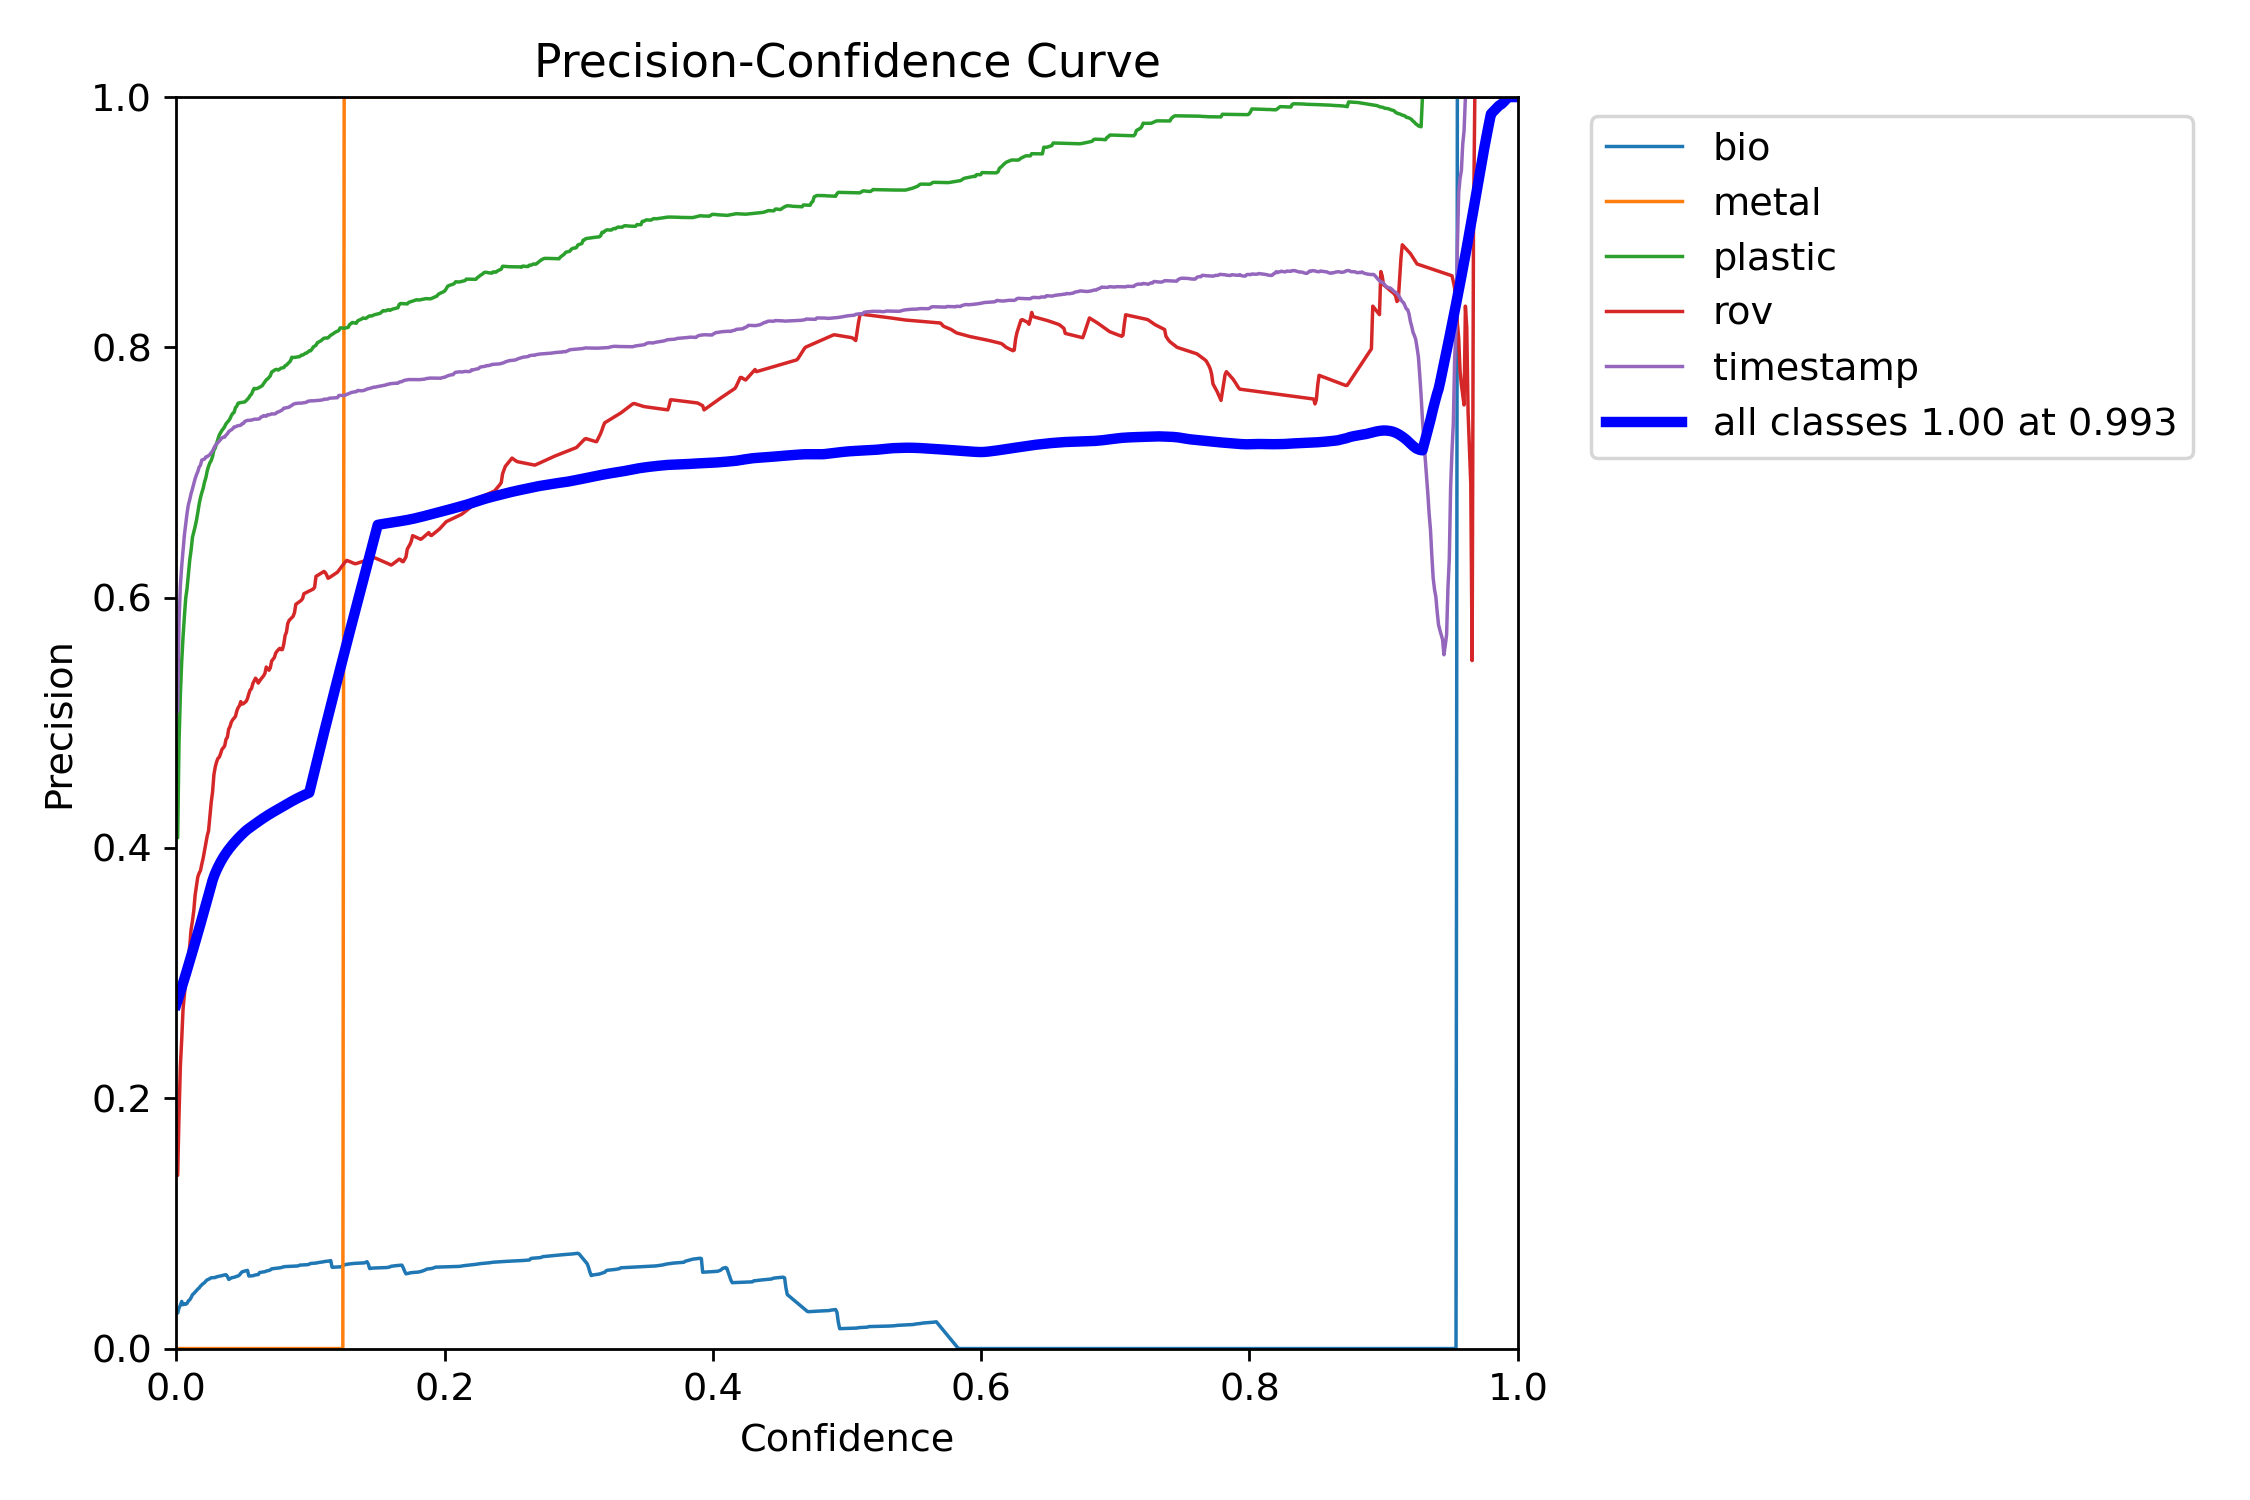 Precision-Confidence Curve
1.0
0.8
0.6
0.4
0.2
0.0
Precision
0.0 0.2 0.4 0.6 0.8 1.0
Confidence
bio
metal
plastic
rov
timestamp
all classes 1.00 at 0.993